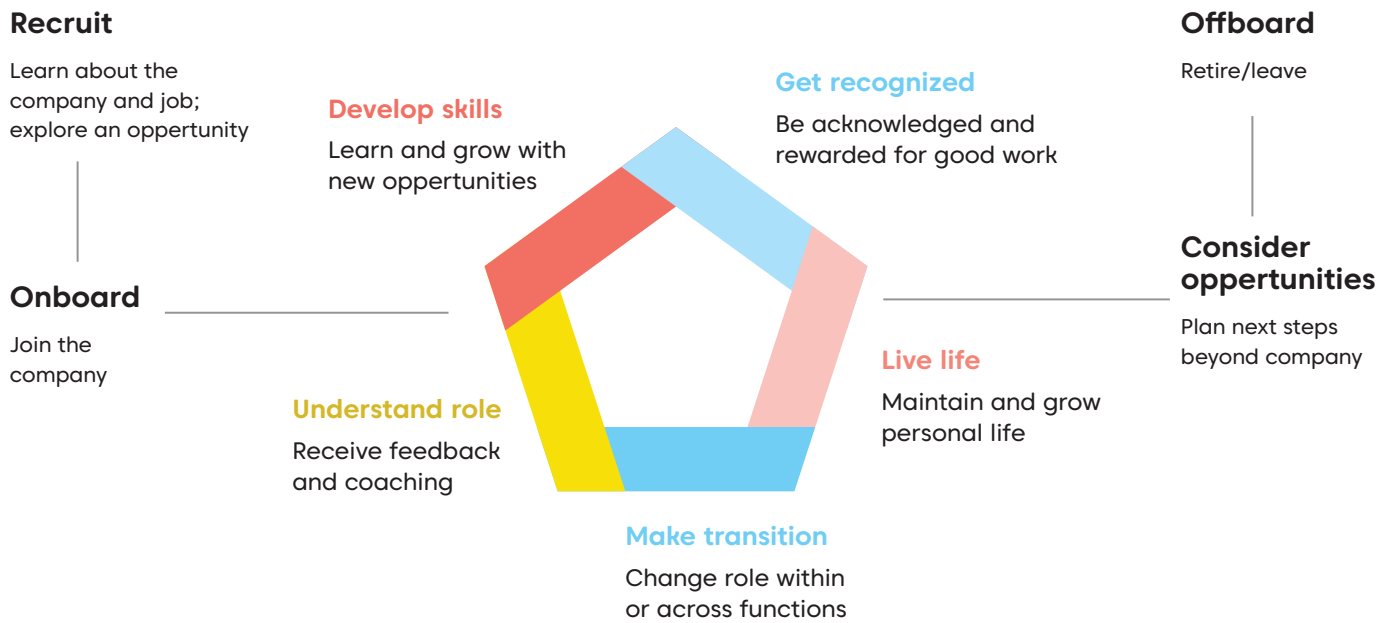 Recruit
Learn about the
company and job;
explore an oppertunity
Onboard
Join the
company
Develop skills
Learn and grow with
new oppertunities
Understand role
Receive feedback
and coaching
Get recognized
Be acknowledged and
rewarded for good work
Live life
Maintain and grow
personal life
Make transition
Change role within
or across functions
Offboard
Retire/leave
Consider
oppertunities
Plan next steps
beyond company